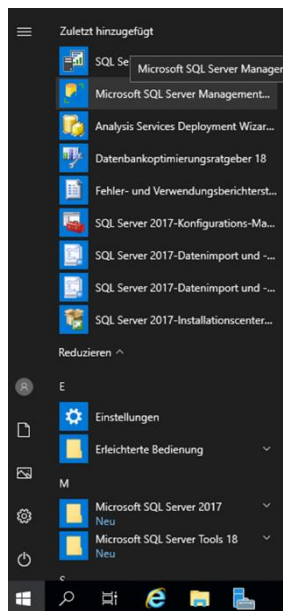 Zuletzt hinzugefügt
SQL Se
Microsoft SQL Server Manager
Microsoft SQL Server Management...
Analysis Services Deployment Wizar...
Datenbankoptimierungsratgeber 18
Fehler- und Verwendungsberichterst...
SQL Server 2017-Konfigurations-Ma...
SQL Server 2017-Datenimport und -...
SQL Server 2017-Datenimport und -...
SQL Server 2017-Installationscenter...
Reduzieren
E
Einstellungen
Erleichterte Bedienung
M
Microsoft SQL Server 2017
Neu
Microsoft SQL Server Tools 18
Neu
S